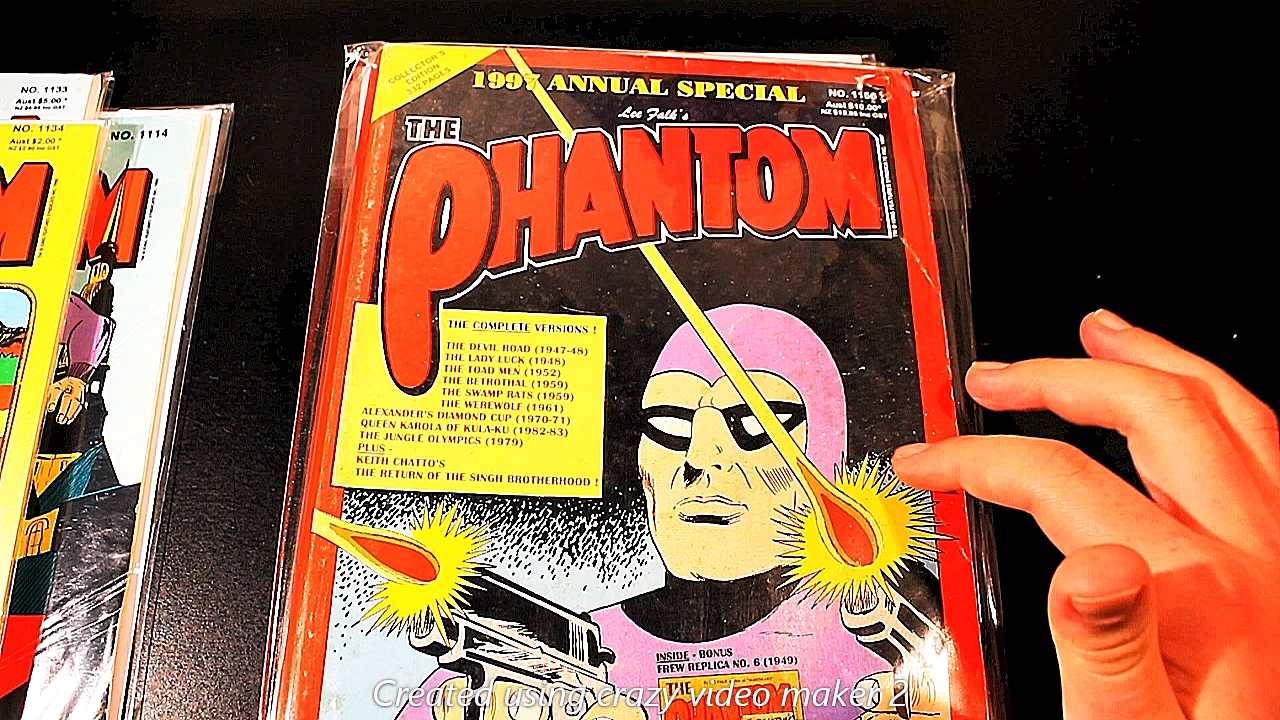 NO. 1133
Aust $5.00*
NO. 1134
Aust $2.00*
NO. 1114
M
M
COLLECTOR'S
EDITION
332 PAGES
1997 ANNUAL SPECIAL
Aust $10.00*
Lee Falk's
THE
PHANTOM
THE COMPLETE VERSIONS !
THE DEVIL ROAD (1947-48)
THE LADY LUCK (1948)
THE TOAD MEN (1952)
THE BETROTHAL (1959)
THE SWAMP RATS (1959)
THE WEREWOLF (1961)
ALEXANDER'S DIAMOND CUP (1970-71)
QUEEN KAROLA OF KULA-KU (1982-83)
THE JUNGLE OLYMPICS (1979)
PLUS -
KEITH CHATTO'S
THE RETURN OF THE SINGH BROTHERHOOD !
INSIDE - BONUS
FREW REPLICA NO. 6 (1949)
Created using crazy video maker 2